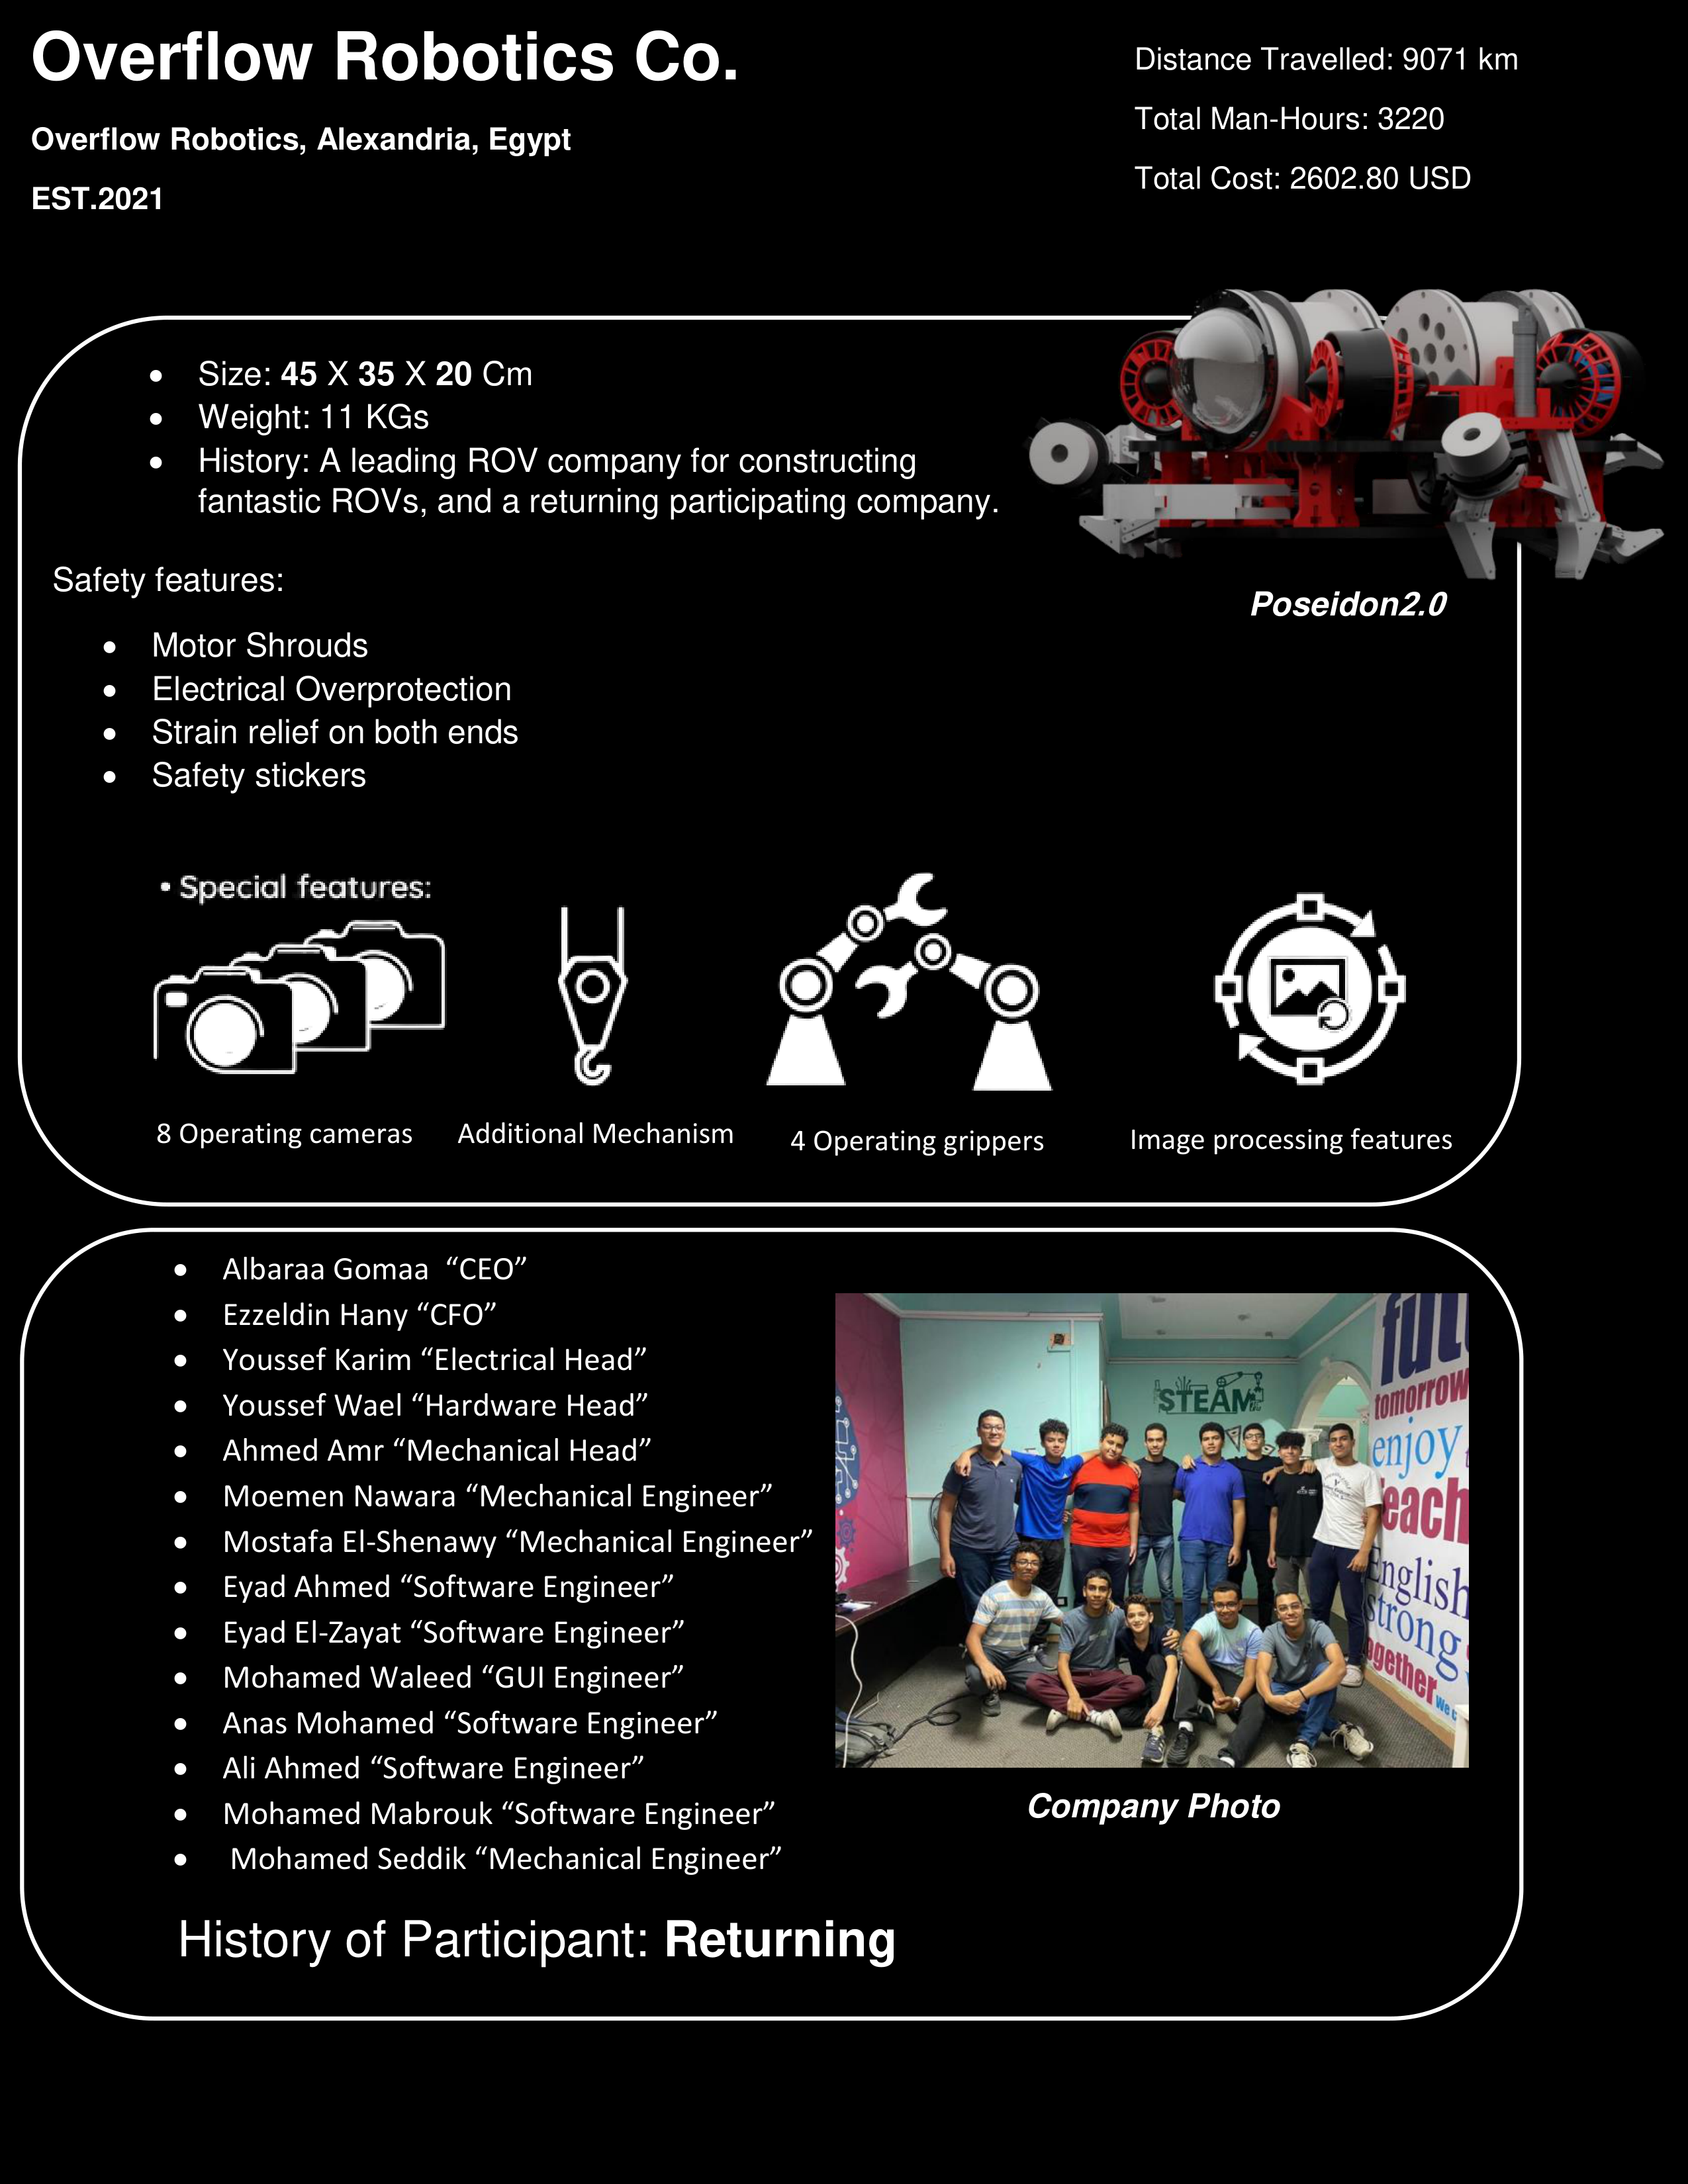 Overflow Robotics Co.
Overflow Robotics, Alexandria, Egypt
EST.2021
Distance Travelled: 9071 km
Total Man-Hours: 3220
Total Cost: 2602.80 USD
• Size: 45 X 35 X 20 Cm
• Weight: 11 KGs
• History: A leading ROV company for constructing
fantastic ROVs, and a returning participating company.
Poseidon2.0
Safety features:
• Motor Shrouds
• Electrical Overprotection
• Strain relief on both ends
• Safety stickers
• Special features:
8 Operating cameras
Additional Mechanism
4 Operating grippers
Image processing features
• Albaraa Gomaa “CEO”
• Ezzeldin Hany “CFO”
• Youssef Karim “Electrical Head”
• Youssef Wael “Hardware Head”
• Ahmed Amr “Mechanical Head”
• Moemen Nawara “Mechanical Engineer”
• Mostafa El-Shenawy “Mechanical Engineer”
• Eyad Ahmed “Software Engineer”
• Eyad El-Zayat “Software Engineer”
• Mohamed Waleed “GUI Engineer”
• Anas Mohamed “Software Engineer”
• Ali Ahmed “Software Engineer”
• Mohamed Mabrouk “Software Engineer”
• Mohamed Seddik “Mechanical Engineer”
STEAM
futu
tomorrow
enjoy
each
English
strong
ogether
we c
Company Photo
History of Participant: Returning